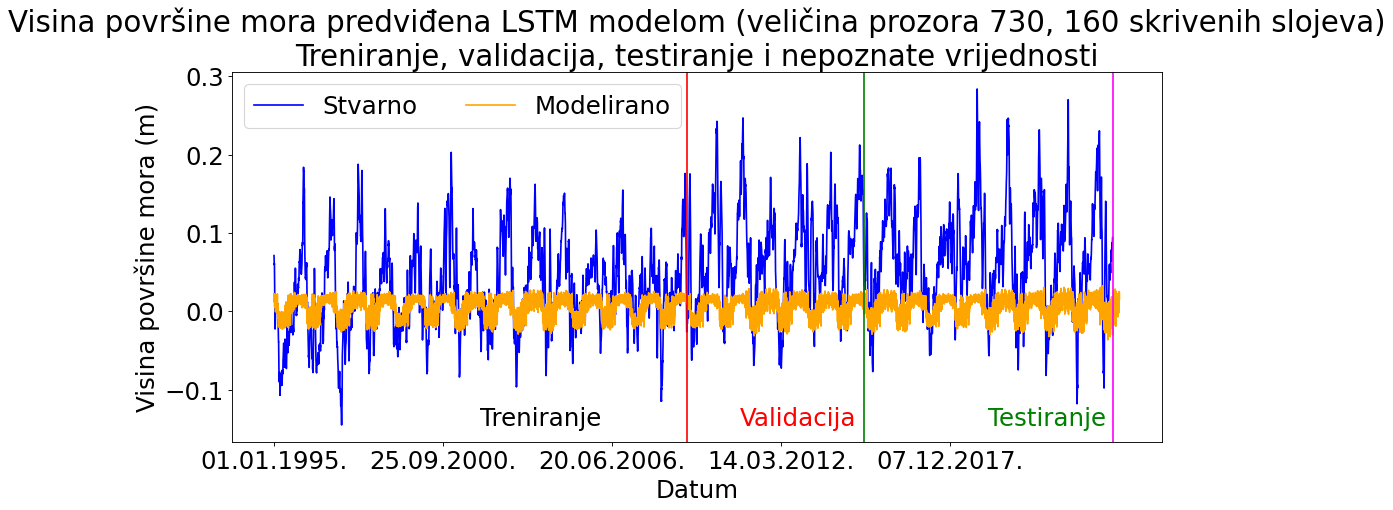 Visina površine mora predviđena LSTM modelom (veličina prozora 730, 160 skrivenih slojeva)
Treniranje, validacija, testiranje i nepoznate vrijednosti
Visina površine mora (m)
0.3
0.2
0.1
0.0
−0.1
Stvarno
Modelirano
Treniranje
Validacija
Testiranje
01.01.1995.
25.09.2000.
20.06.2006.
14.03.2012.
07.12.2017.
Datum